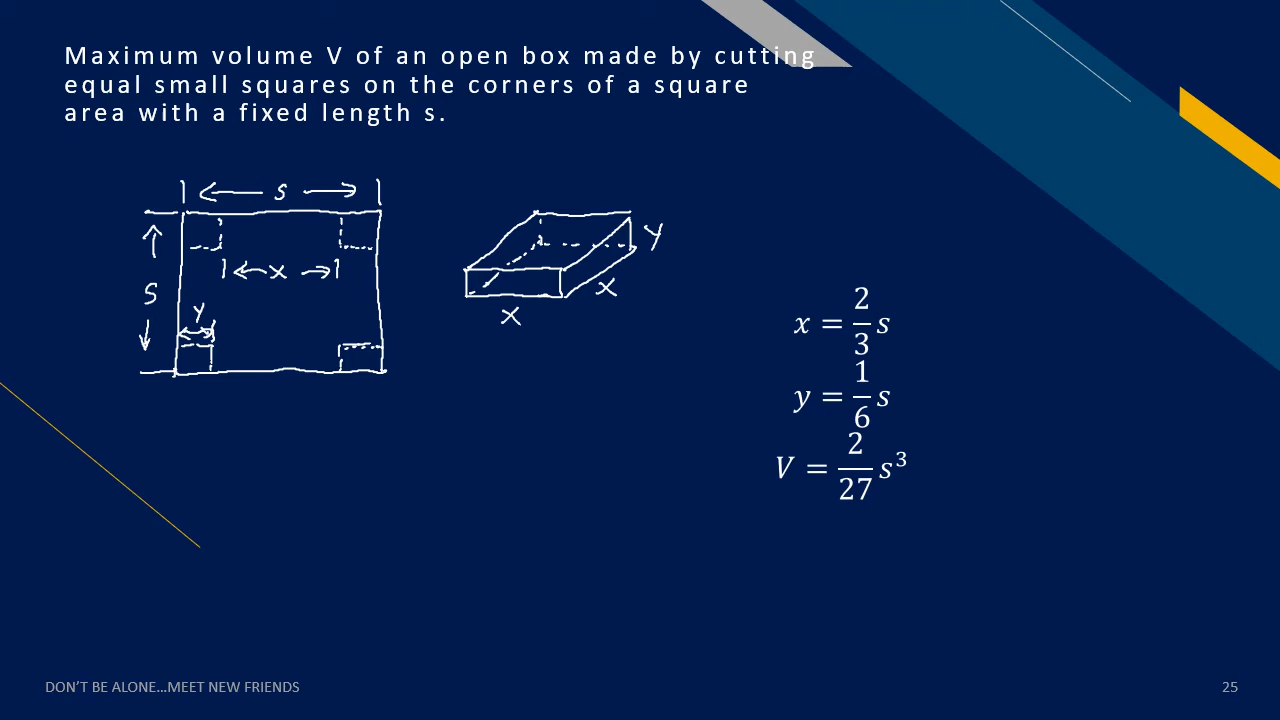 Maximum volume V of an open box made by cutting
equal small squares on the corners of a square
area with a fixed length s.
s
x
s
y
y
x
x
x = 2/3 s
y = 1/6 s
V = 2/27 s³
DON'T BE ALONE…MEET NEW FRIENDS
25